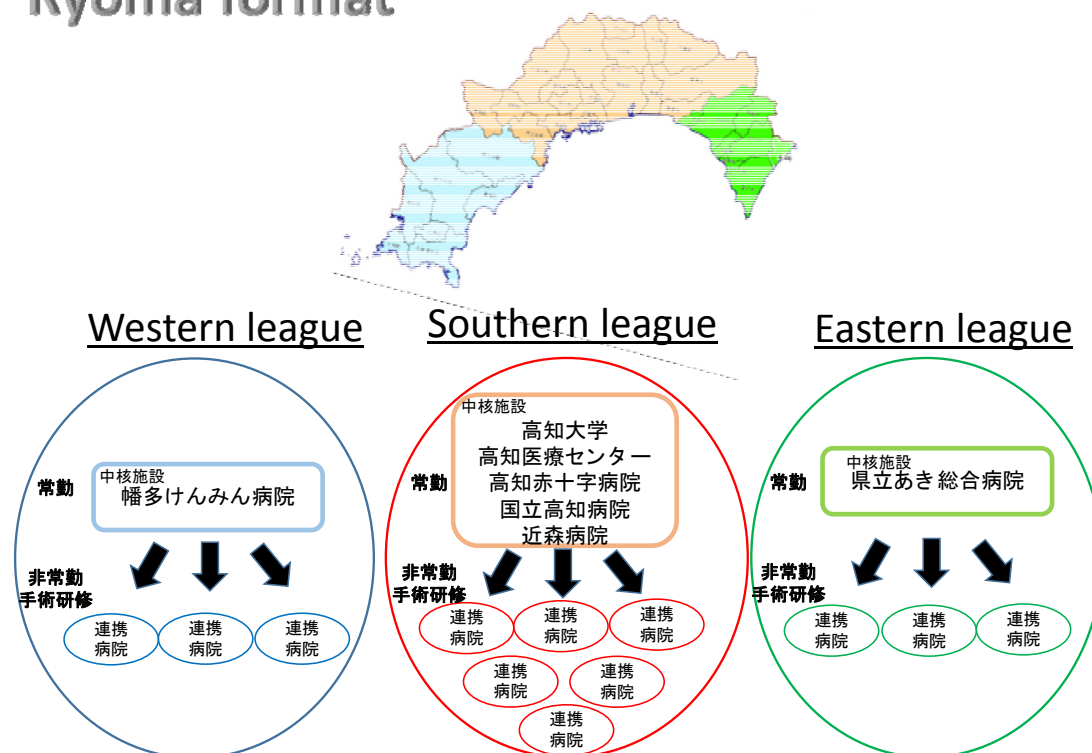 Ryoma format
Western league
Southern league
Eastern league
常勤
中核施設
幡多けんみん病院
非常勤
手術研修
連携
病院
連携
病院
連携
病院
常勤
中核施設
高知大学
高知医療センター
高知赤十字病院
国立高知病院
近森病院
非常勤
手術研修
連携
病院
連携
病院
連携
病院
連携
病院
連携
病院
連携
病院
常勤
中核施設
県立あき総合病院
非常勤
手術研修
連携
病院
連携
病院
連携
病院